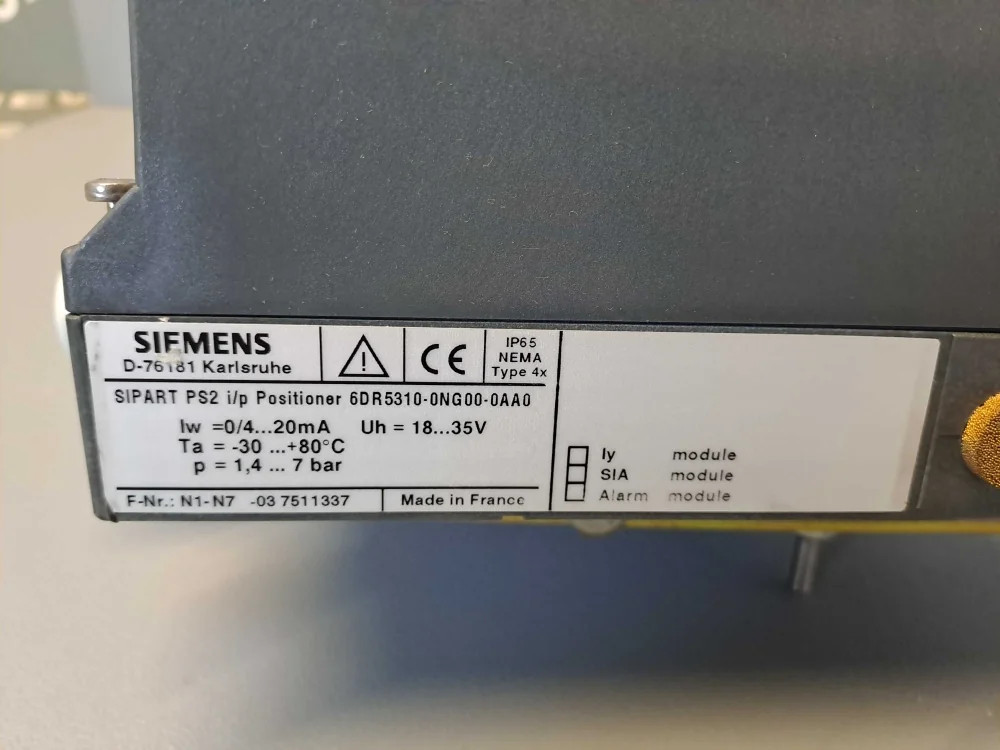 SIEMENS
D-76181 Karlsruhe
IP65
NEMA
Type 4x
SIPART PS2 i/p Positioner 6DR5310-0NG00-0AA0
Iw =0/4...20mA Uh = 18...35V
Ta = -30 ...+80°C
p = 1,4 ... 7 bar
F-Nr.: N1-N7 -03 7511337
Made in France
Iy module
SIA module
Alarm module